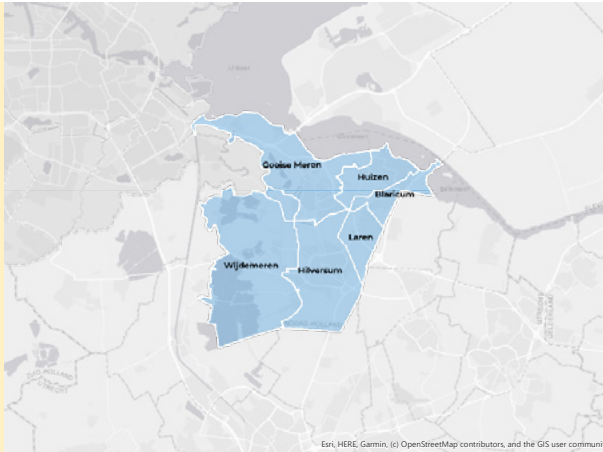 Gooise Meren
Huizen
Blaricum
Laren
Wijdemeren
Hilversum
Esri, HERE, Garmin, (c) OpenStreetMap contributors, and the GIS user communi